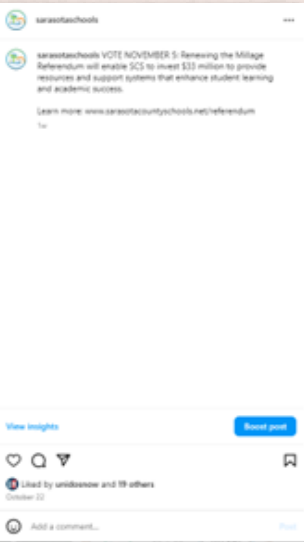 sarasotaschools
sarasotaschools VOTE NOVEMBER 5: Renewing the Millage
Referendum will enable SCS to invest $33 million to provide
resources and support systems that enhance student learning
and academic success.
Learn more: www.sarasotacountyschools.net/referendum
1w
View insights
Boost post
Liked by unidosnow and 19 others
October 22
Add a comment...
Post